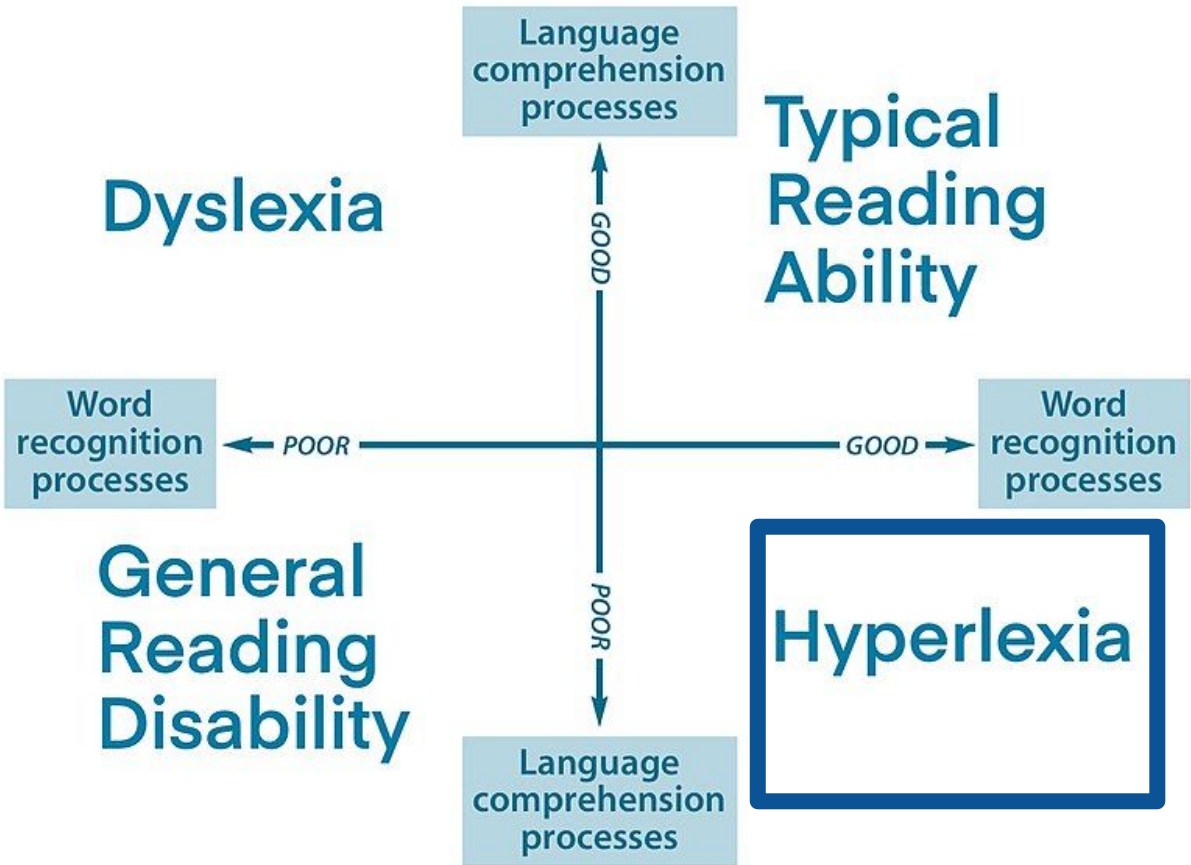 Language
comprehension
processes
Typical
Reading
Ability
Dyslexia
GOOD
Word
recognition
processes
POOR
GOOD
Word
recognition
processes
General
Reading
Disability
POOR
Hyperlexia
Language
comprehension
processes